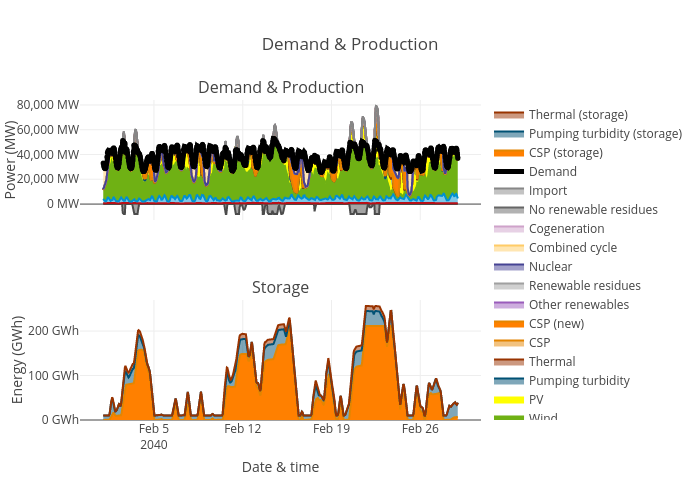 Demand & Production
Demand & Production
80,000 MW
60,000 MW
40,000 MW
20,000 MW
0 MW
Power (MW)
Storage
200 GWh
100 GWh
0 GWh
Energy (GWh)
Feb 5
2040
Feb 12
Feb 19
Feb 26
Date & time
Thermal (storage)
Pumping turbidity (storage)
CSP (storage)
Demand
Import
No renewable residues
Cogeneration
Combined cycle
Nuclear
Renewable residues
Other renewables
CSP (new)
CSP
Thermal
Pumping turbidity
PV
Wind